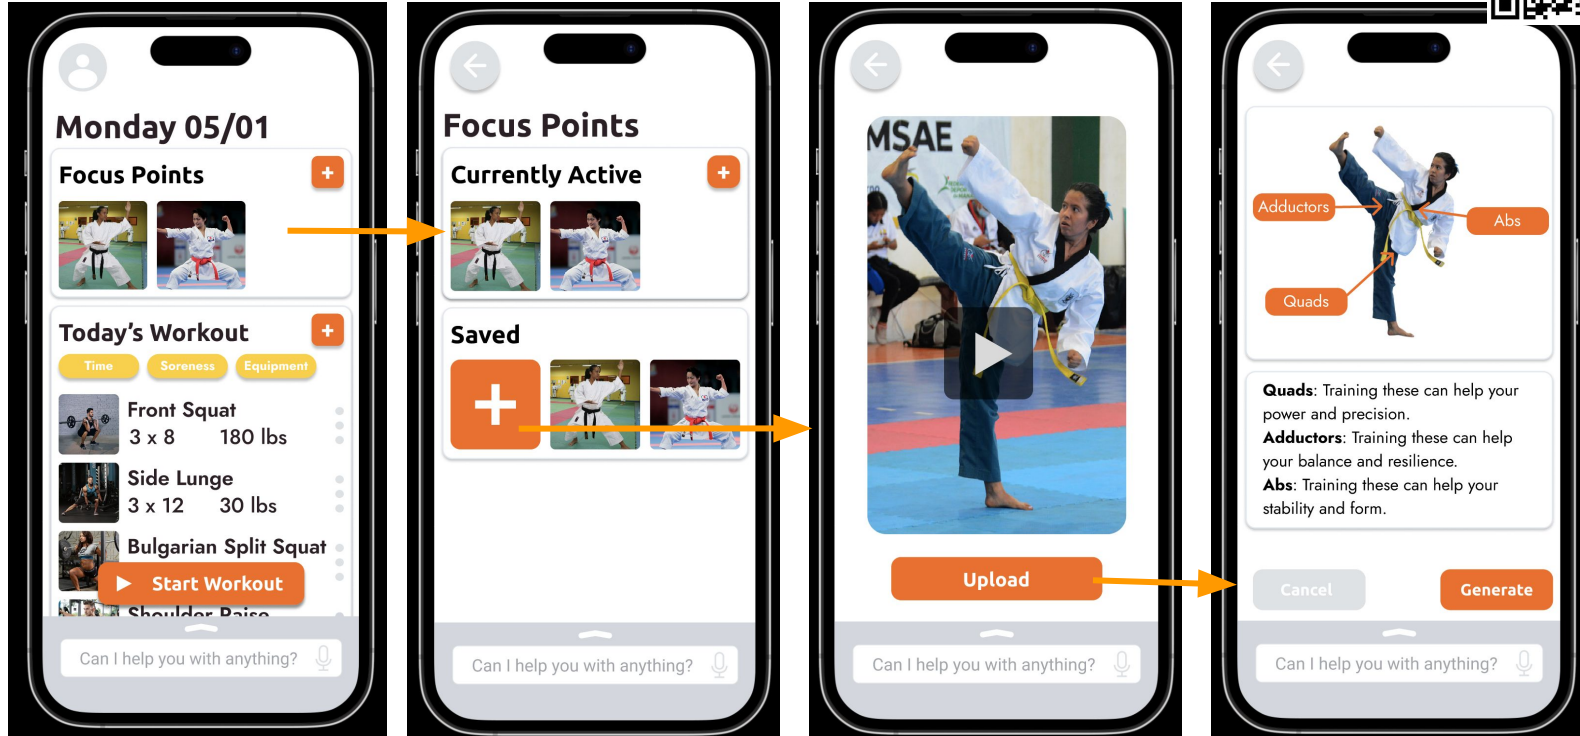 Monday 05/01
Focus Points
+
Today's Workout
+
Time Soreness Equipment
Front Squat
3 x 8 180 lbs
Side Lunge
3 x 12 30 lbs
Bulgarian Split Squat
Start Workout
Shoulder Raise
Can I help you with anything?
Focus Points
Currently Active
+
Saved
+
Can I help you with anything?
MSAE
Upload
Can I help you with anything?
Adductors
Abs
Quads
Quads: Training these can help your
power and precision.
Adductors: Training these can help
your balance and resilience.
Abs: Training these can help your
stability and form.
Cancel Generate
Can I help you with anything?